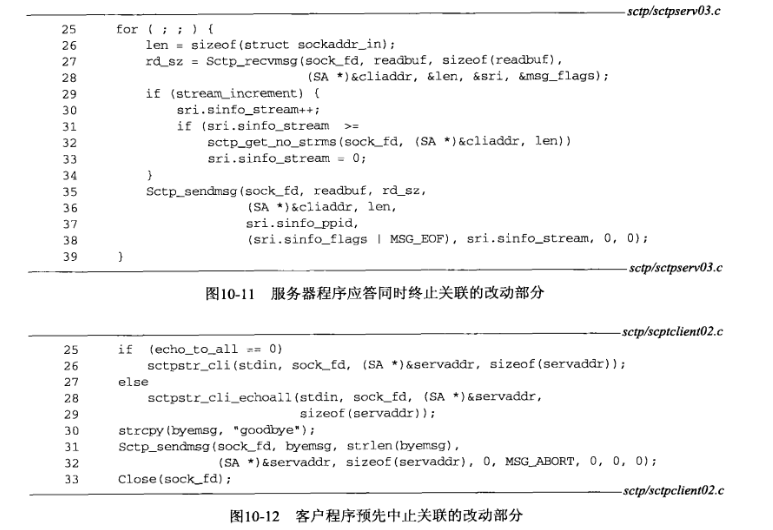 sctp/sctpserv03.c
25 for ( ; ; ) {
26 len = sizeof(struct sockaddr_in);
27 rd_sz = Sctp_recvmsg(sock_fd, readbuf, sizeof(readbuf),
28 (SA *)&cliaddr, &len, &sri, &msg_flags);
29 if (stream_increment) {
30 sri.sinfo_stream++;
31 if (sri.sinfo_stream >=
32 sctp_get_no_strms(sock_fd, (SA *)&cliaddr, len))
33 sri.sinfo_stream = 0;
34 }
35 Sctp_sendmsg(sock_fd, readbuf, rd_sz,
36 (SA *)&cliaddr, len,
37 sri.sinfo_ppid,
38 (sri.sinfo_flags | MSG_EOF), sri.sinfo_stream, 0, 0);
39 }
sctp/sctpserv03.c
图10-11 服务器程序应答同时终止关联的改动部分
sctp/scptclient02.c
25 if (echo_to_all == 0)
26 sctpstr_cli(stdin, sock_fd, (SA *)&servaddr, sizeof(servaddr));
27 else
28 sctpstr_cli_echoall(stdin, sock_fd, (SA *)&servaddr,
29 sizeof(servaddr));
30 strcpy(byemsg, "goodbye");
31 Sctp_sendmsg(sock_fd, byemsg, strlen(byemsg),
32 (SA *)&servaddr, sizeof(servaddr), 0, MSG_ABORT, 0, 0, 0);
33 Close(sock_fd);
sctp/sctpclient02.c
图10-12 客户程序预先中止关联的改动部分